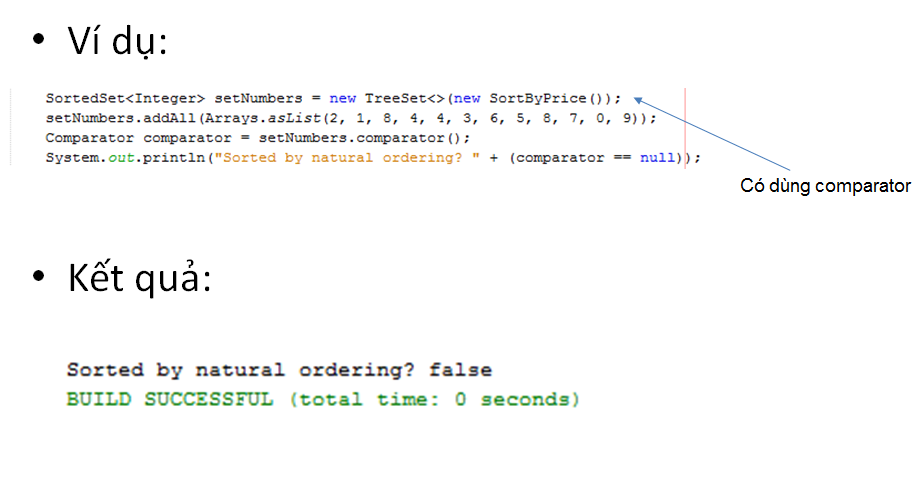 • Ví dụ:
SortedSet<Integer> setNumbers = new TreeSet<>(new SortByPrice());
setNumbers.addAll(Arrays.asList(2, 1, 8, 4, 4, 3, 6, 5, 8, 7, 0, 9));
Comparator comparator = setNumbers.comparator();
System.out.println("Sorted by natural ordering? " + (comparator == null));
Có dùng comparator
• Kết quả:
Sorted by natural ordering? false
BUILD SUCCESSFUL (total time: 0 seconds)